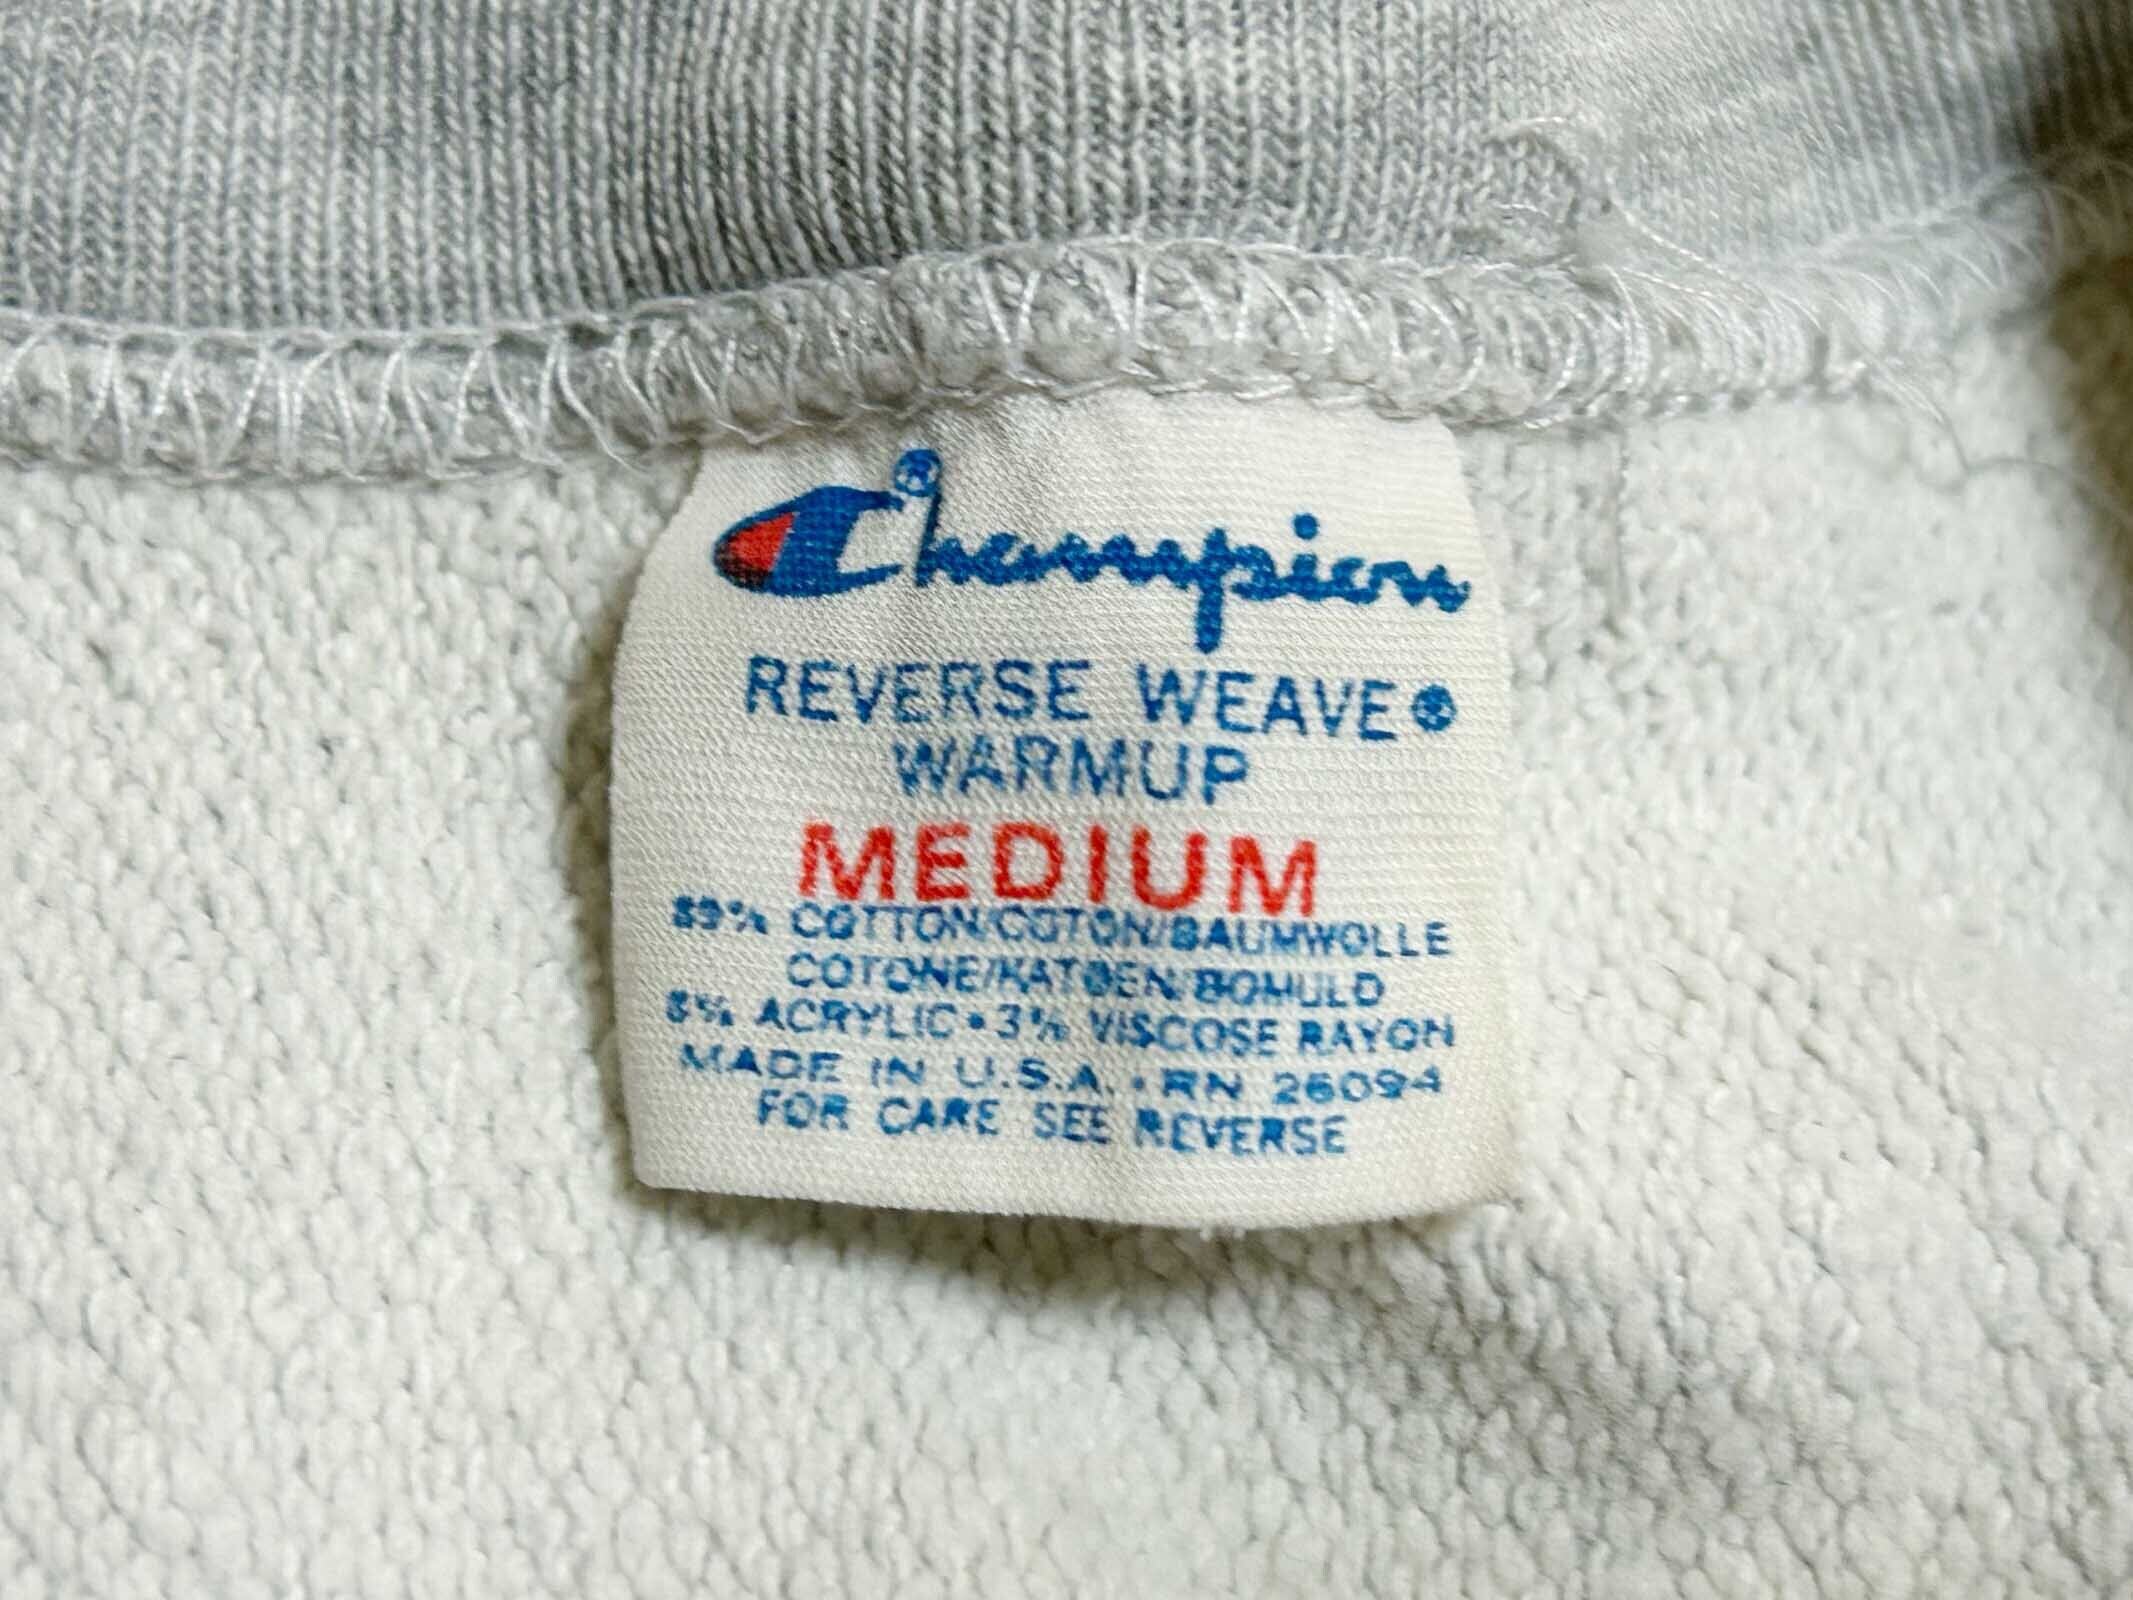 Champion®
REVERSE WEAVE®
WARMUP
MEDIUM
89% COTTON/COTON/BAUMWOLLE
COTONE/KATOEN/BOMULD
8% ACRYLIC • 3% VISCOSE RAYON
MADE IN U.S.A. • RN 26094
FOR CARE SEE REVERSE